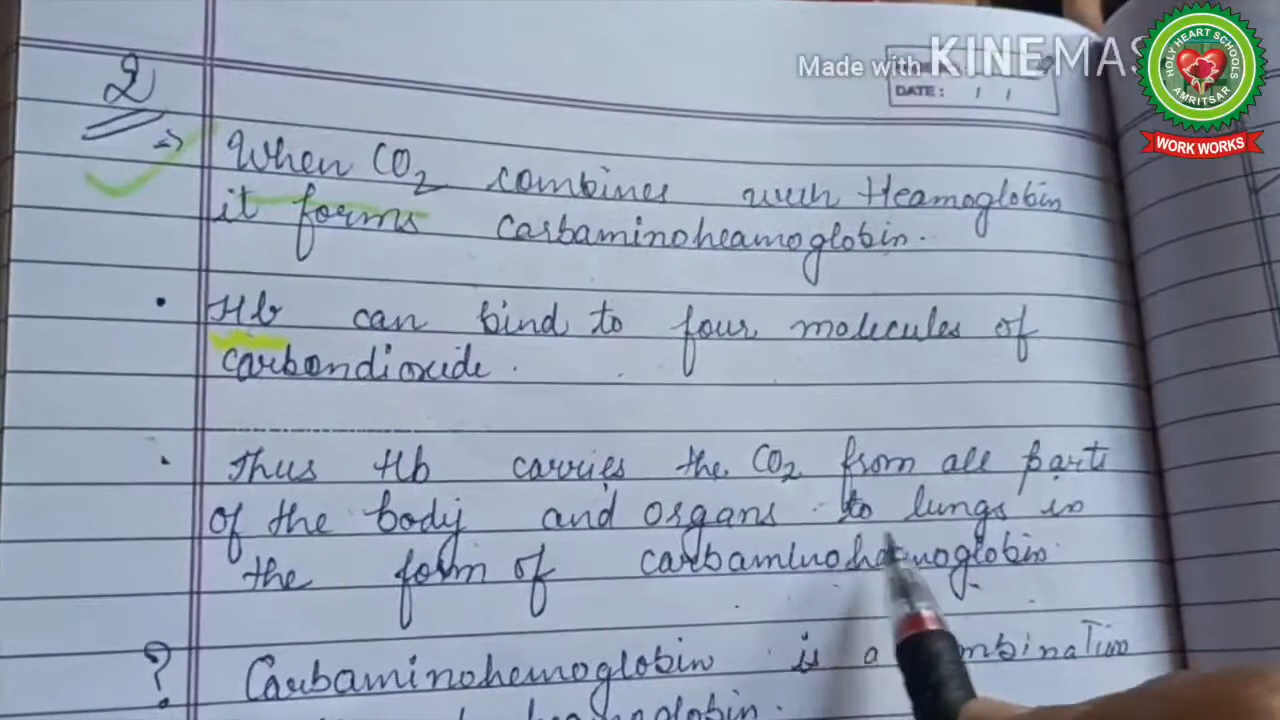 Made with KINEMAS
HOLY HEART SCHOOLS
AMRITSAR
WORK WORKS
DATE: / /
2
⇒ When CO2 combines with Heamoglobin
it forms carbaminoheamoglobin.
• Hb can bind to four molecules of
carbondioxide.
• Thus Hb carries the CO2 from all parts
of the body and organs to lungs in
the form of carbaminohaemoglobin.
? Carbaminohemoglobin is a combination